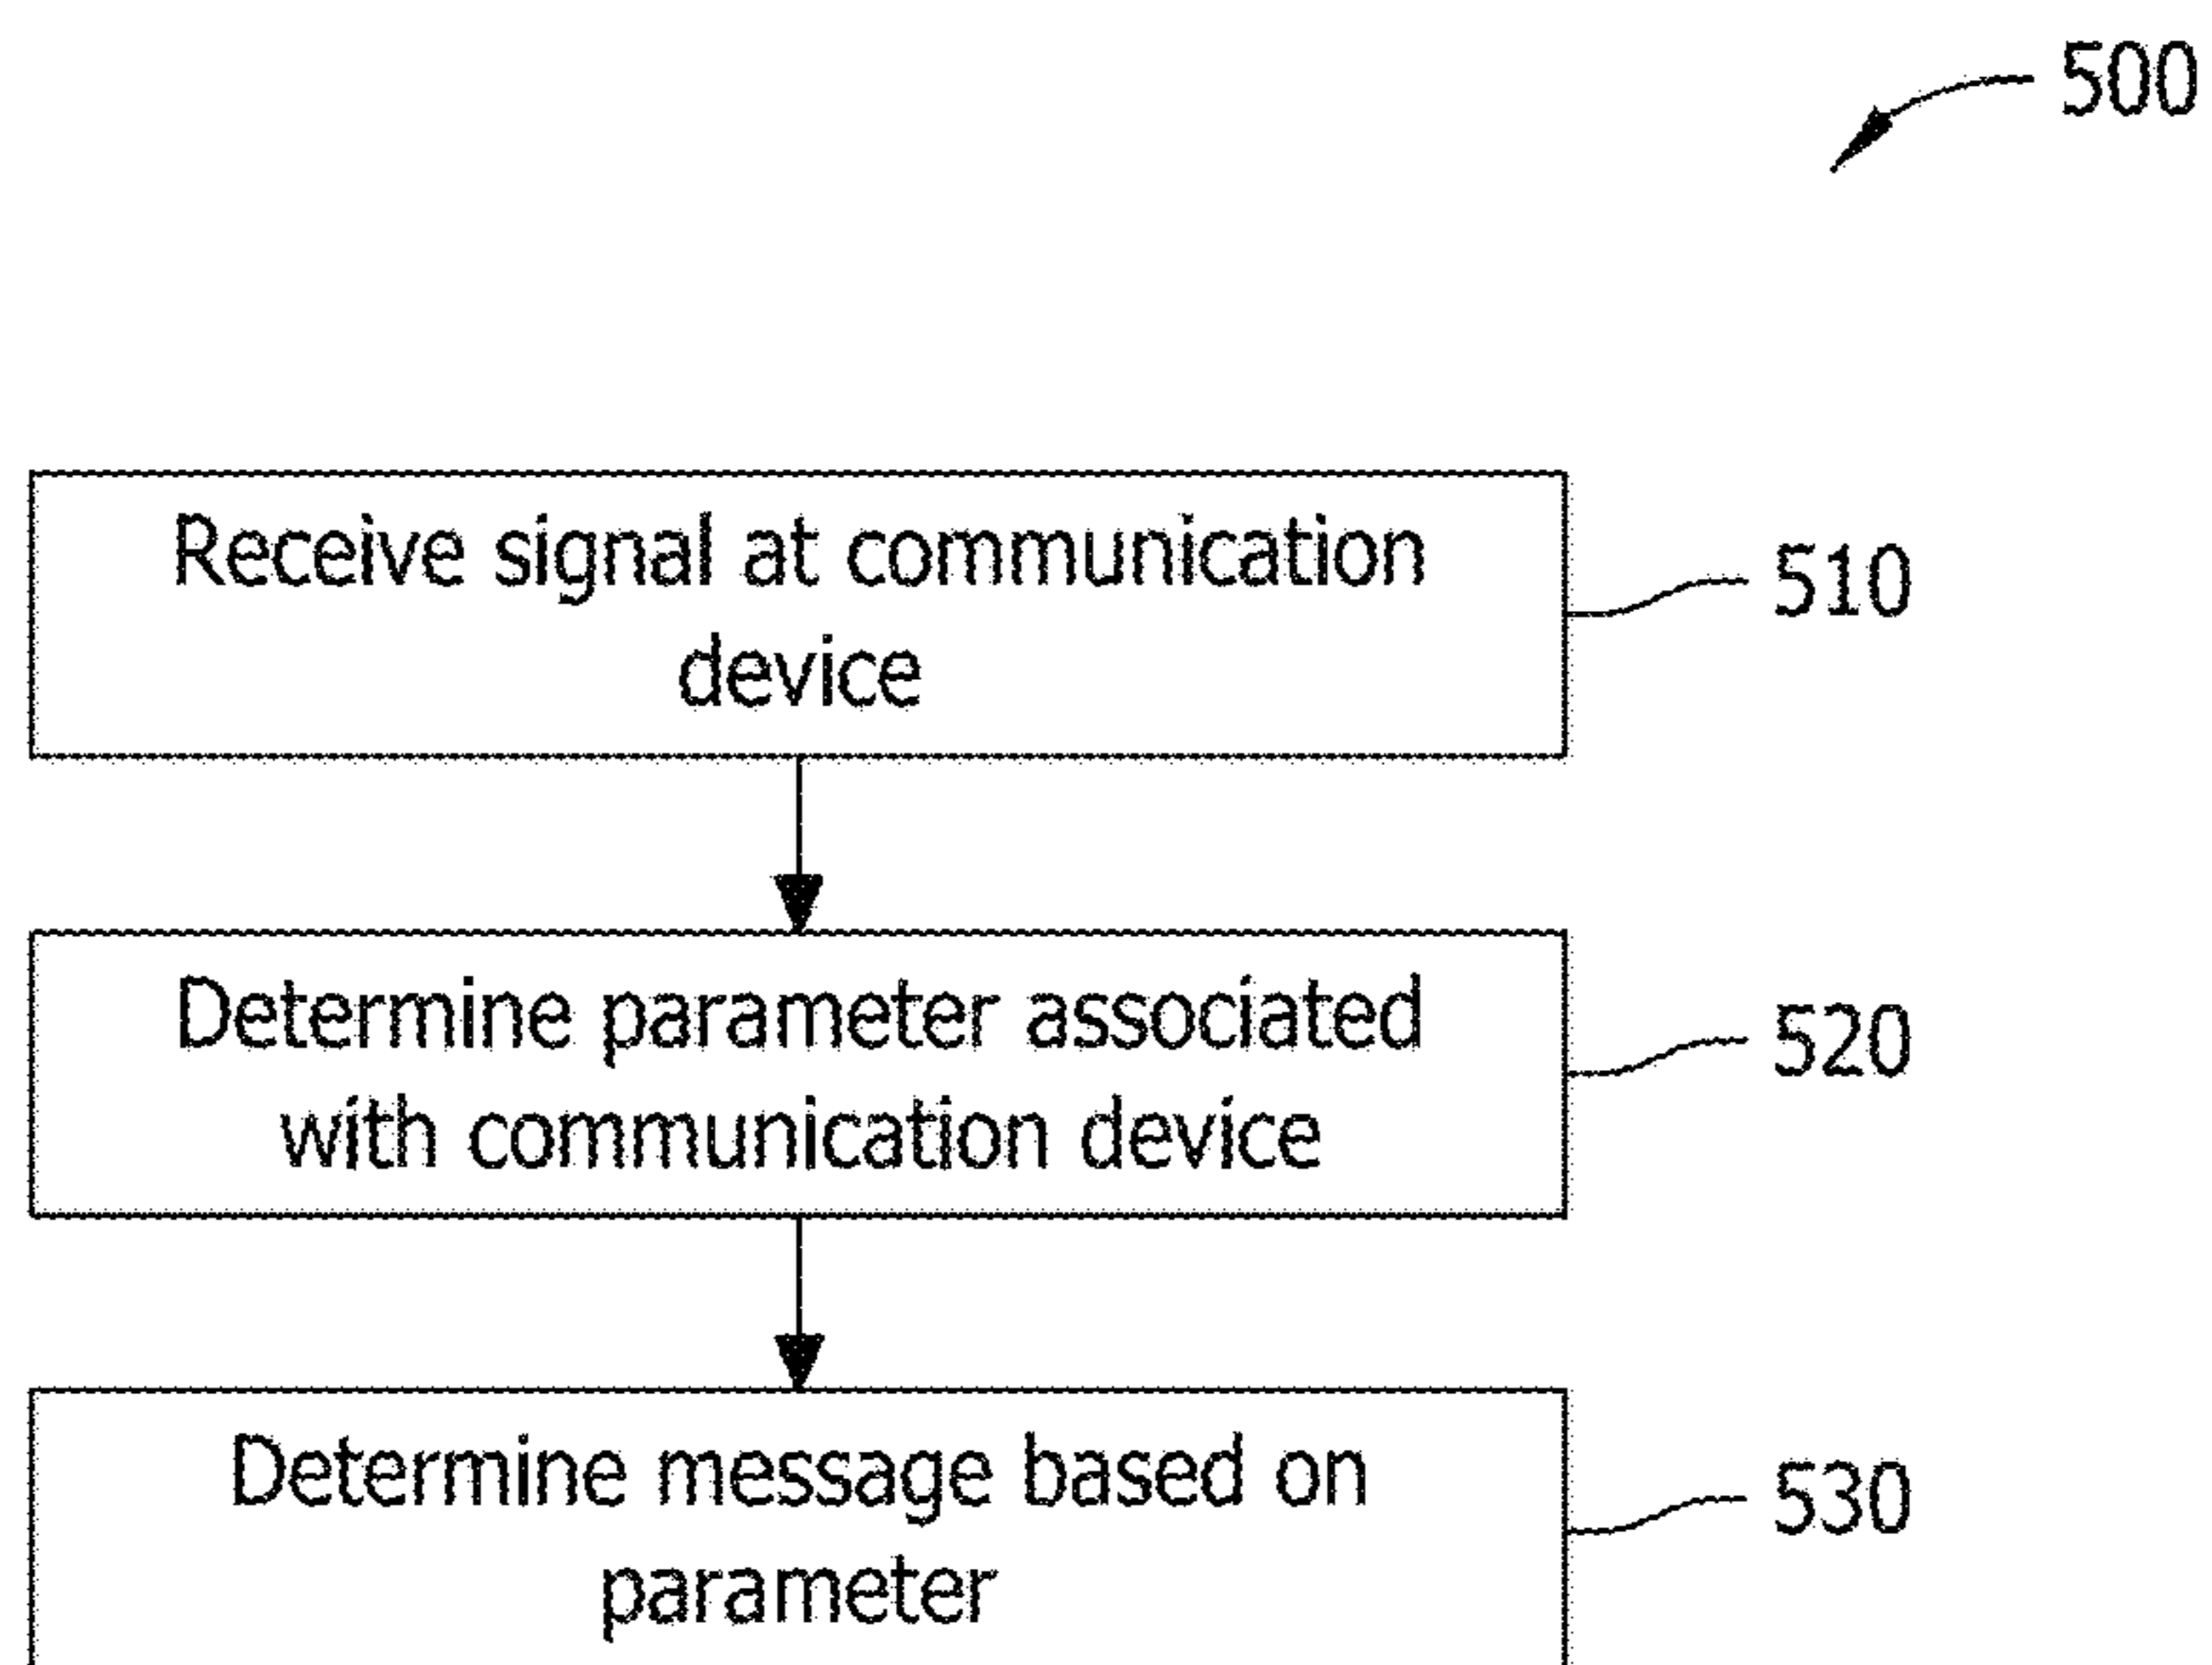 500
Receive signal at communication
device
510
Determine parameter associated
with communication device
520
Determine message based on
parameter
530